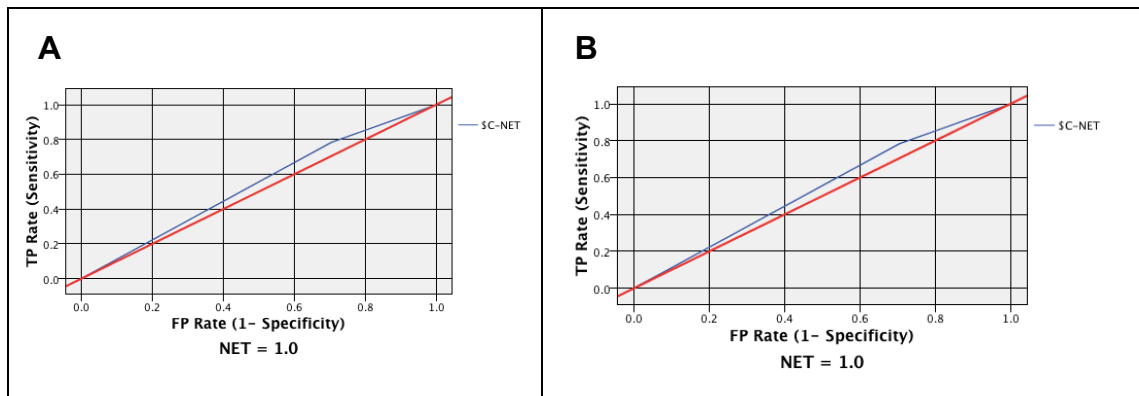 A
TP Rate (Sensitivity)
1.0
0.8
0.6
0.4
0.2
0.0
0.0 0.2 0.4 0.6 0.8 1.0
FP Rate (1- Specificity)
NET = 1.0
$C-NET
B
TP Rate (Sensitivity)
1.0
0.8
0.6
0.4
0.2
0.0
0.0 0.2 0.4 0.6 0.8 1.0
FP Rate (1- Specificity)
NET = 1.0
$C-NET